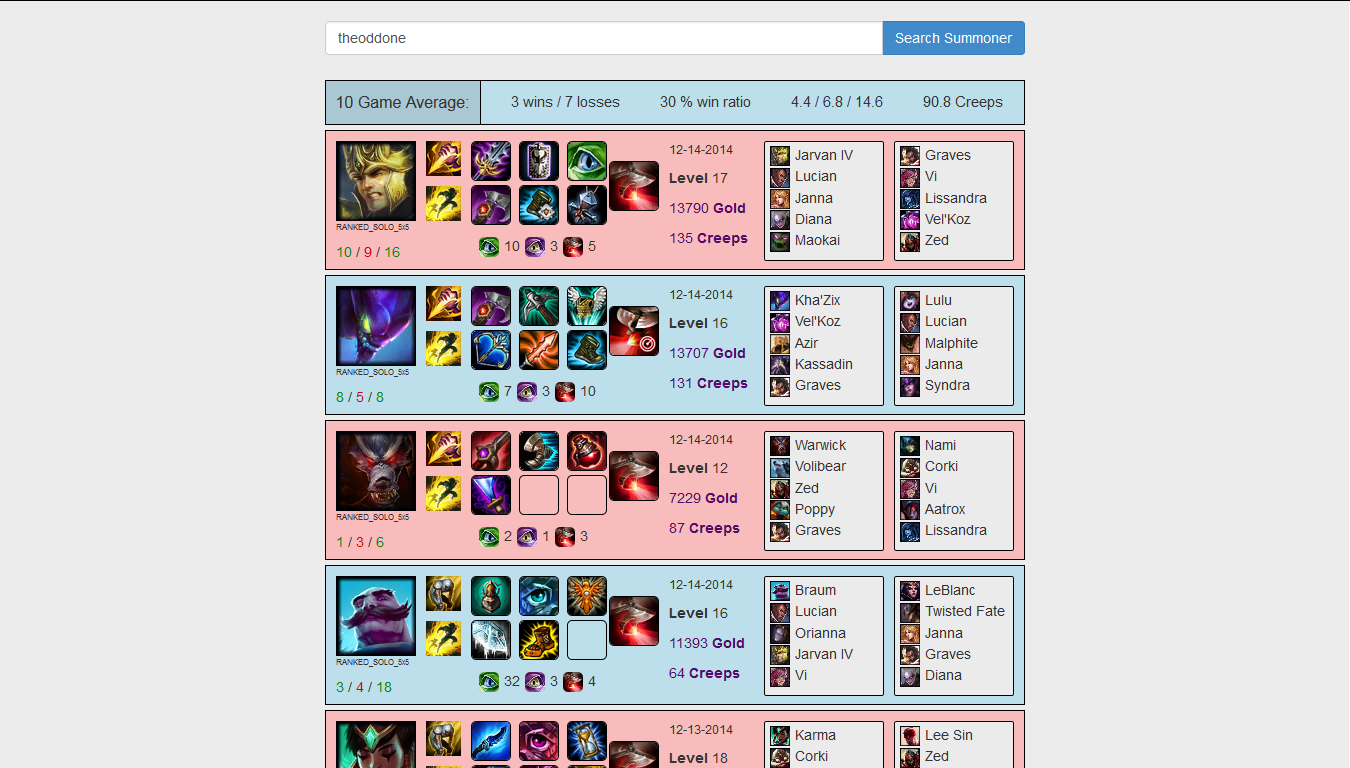 theoddone
Search Summoner
10 Game Average:
3 wins / 7 losses
30 % win ratio
4.4 / 6.8 / 14.6
90.8 Creeps
RANKED_SOLO_5x5
10 / 9 / 16
10 3 5
12-14-2014
Level 17
13790 Gold
135 Creeps
Jarvan IV
Lucian
Janna
Diana
Maokai
Graves
Vi
Lissandra
Vel'Koz
Zed
RANKED_SOLO_5x5
8 / 5 / 8
7 3 10
12-14-2014
Level 16
13707 Gold
131 Creeps
Kha'Zix
Vel'Koz
Azir
Kassadin
Graves
Lulu
Lucian
Malphite
Janna
Syndra
RANKED_SOLO_5x5
1 / 3 / 6
2 1 3
12-14-2014
Level 12
7229 Gold
87 Creeps
Warwick
Volibear
Zed
Poppy
Graves
Nami
Corki
Vi
Aatrox
Lissandra
RANKED_SOLO_5x5
3 / 4 / 18
32 3 4
12-14-2014
Level 16
11393 Gold
64 Creeps
Braum
Lucian
Orianna
Jarvan IV
Vi
LeBlanc
Twisted Fate
Janna
Graves
Diana
12-13-2014
Level 18
Karma
Corki
Lee Sin
Zed